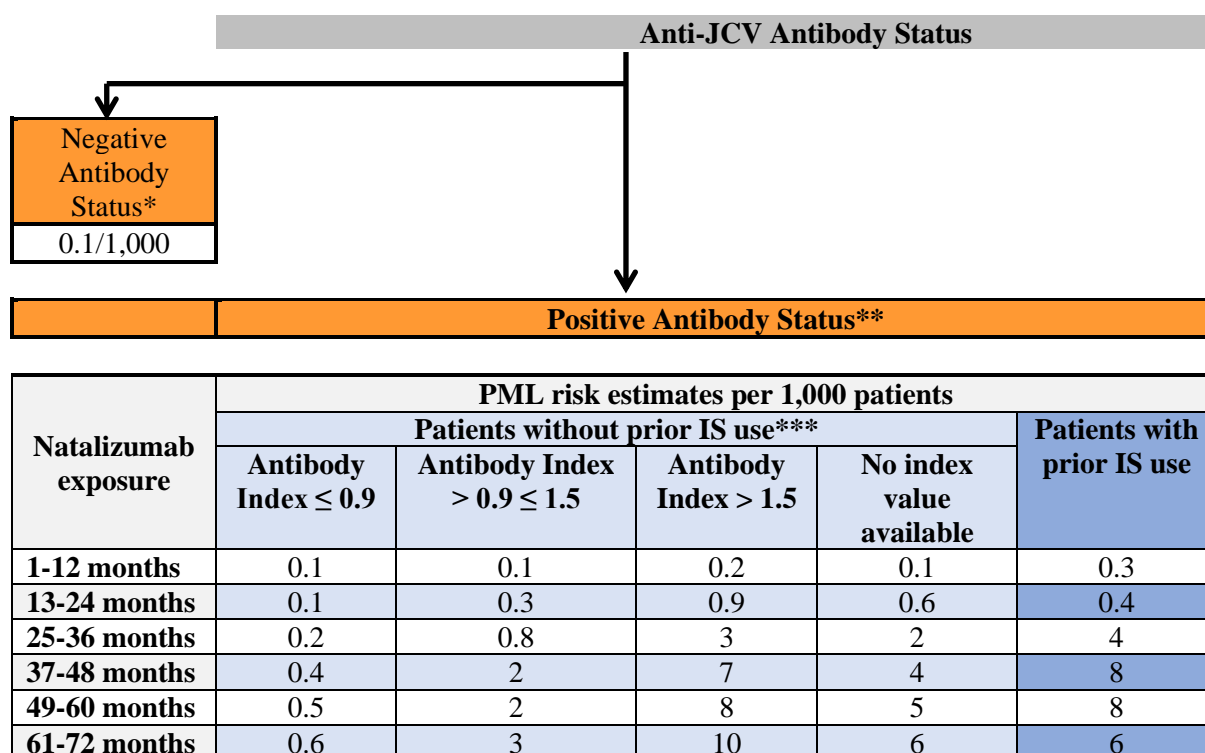 Anti-JCV Antibody Status
Negative
Antibody
Status*
0.1/1,000
Positive Antibody Status**
Natalizumab
exposure
PML risk estimates per 1,000 patients
Patients without prior IS use***
Patients with
prior IS use
Antibody
Index ≤ 0.9
Antibody Index
> 0.9 ≤ 1.5
Antibody
Index > 1.5
No index
value
available
1-12 months 0.1 0.1 0.2 0.1 0.3
13-24 months 0.1 0.3 0.9 0.6 0.4
25-36 months 0.2 0.8 3 2 4
37-48 months 0.4 2 7 4 8
49-60 months 0.5 2 8 5 8
61-72 months 0.6 3 10 6 6